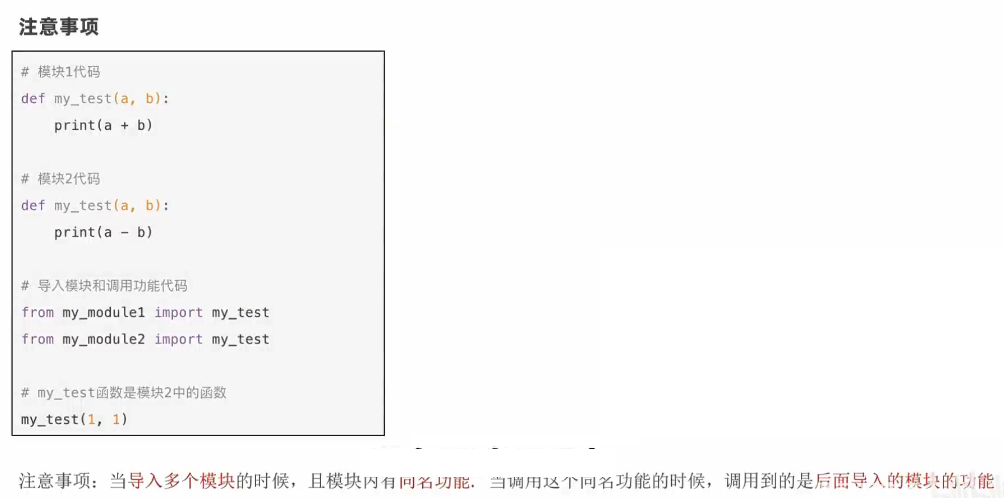 注意事项
# 模块1代码
def my_test(a, b):
    print(a + b)
# 模块2代码
def my_test(a, b):
    print(a - b)
# 导入模块和调用功能代码
from my_module1 import my_test
from my_module2 import my_test
# my_test函数是模块2中的函数
my_test(1, 1)
注意事项：当导入多个模块的时候，且模块内有同名功能. 当调用这个同名功能的时候，调用到的是后面导入的模块的功能